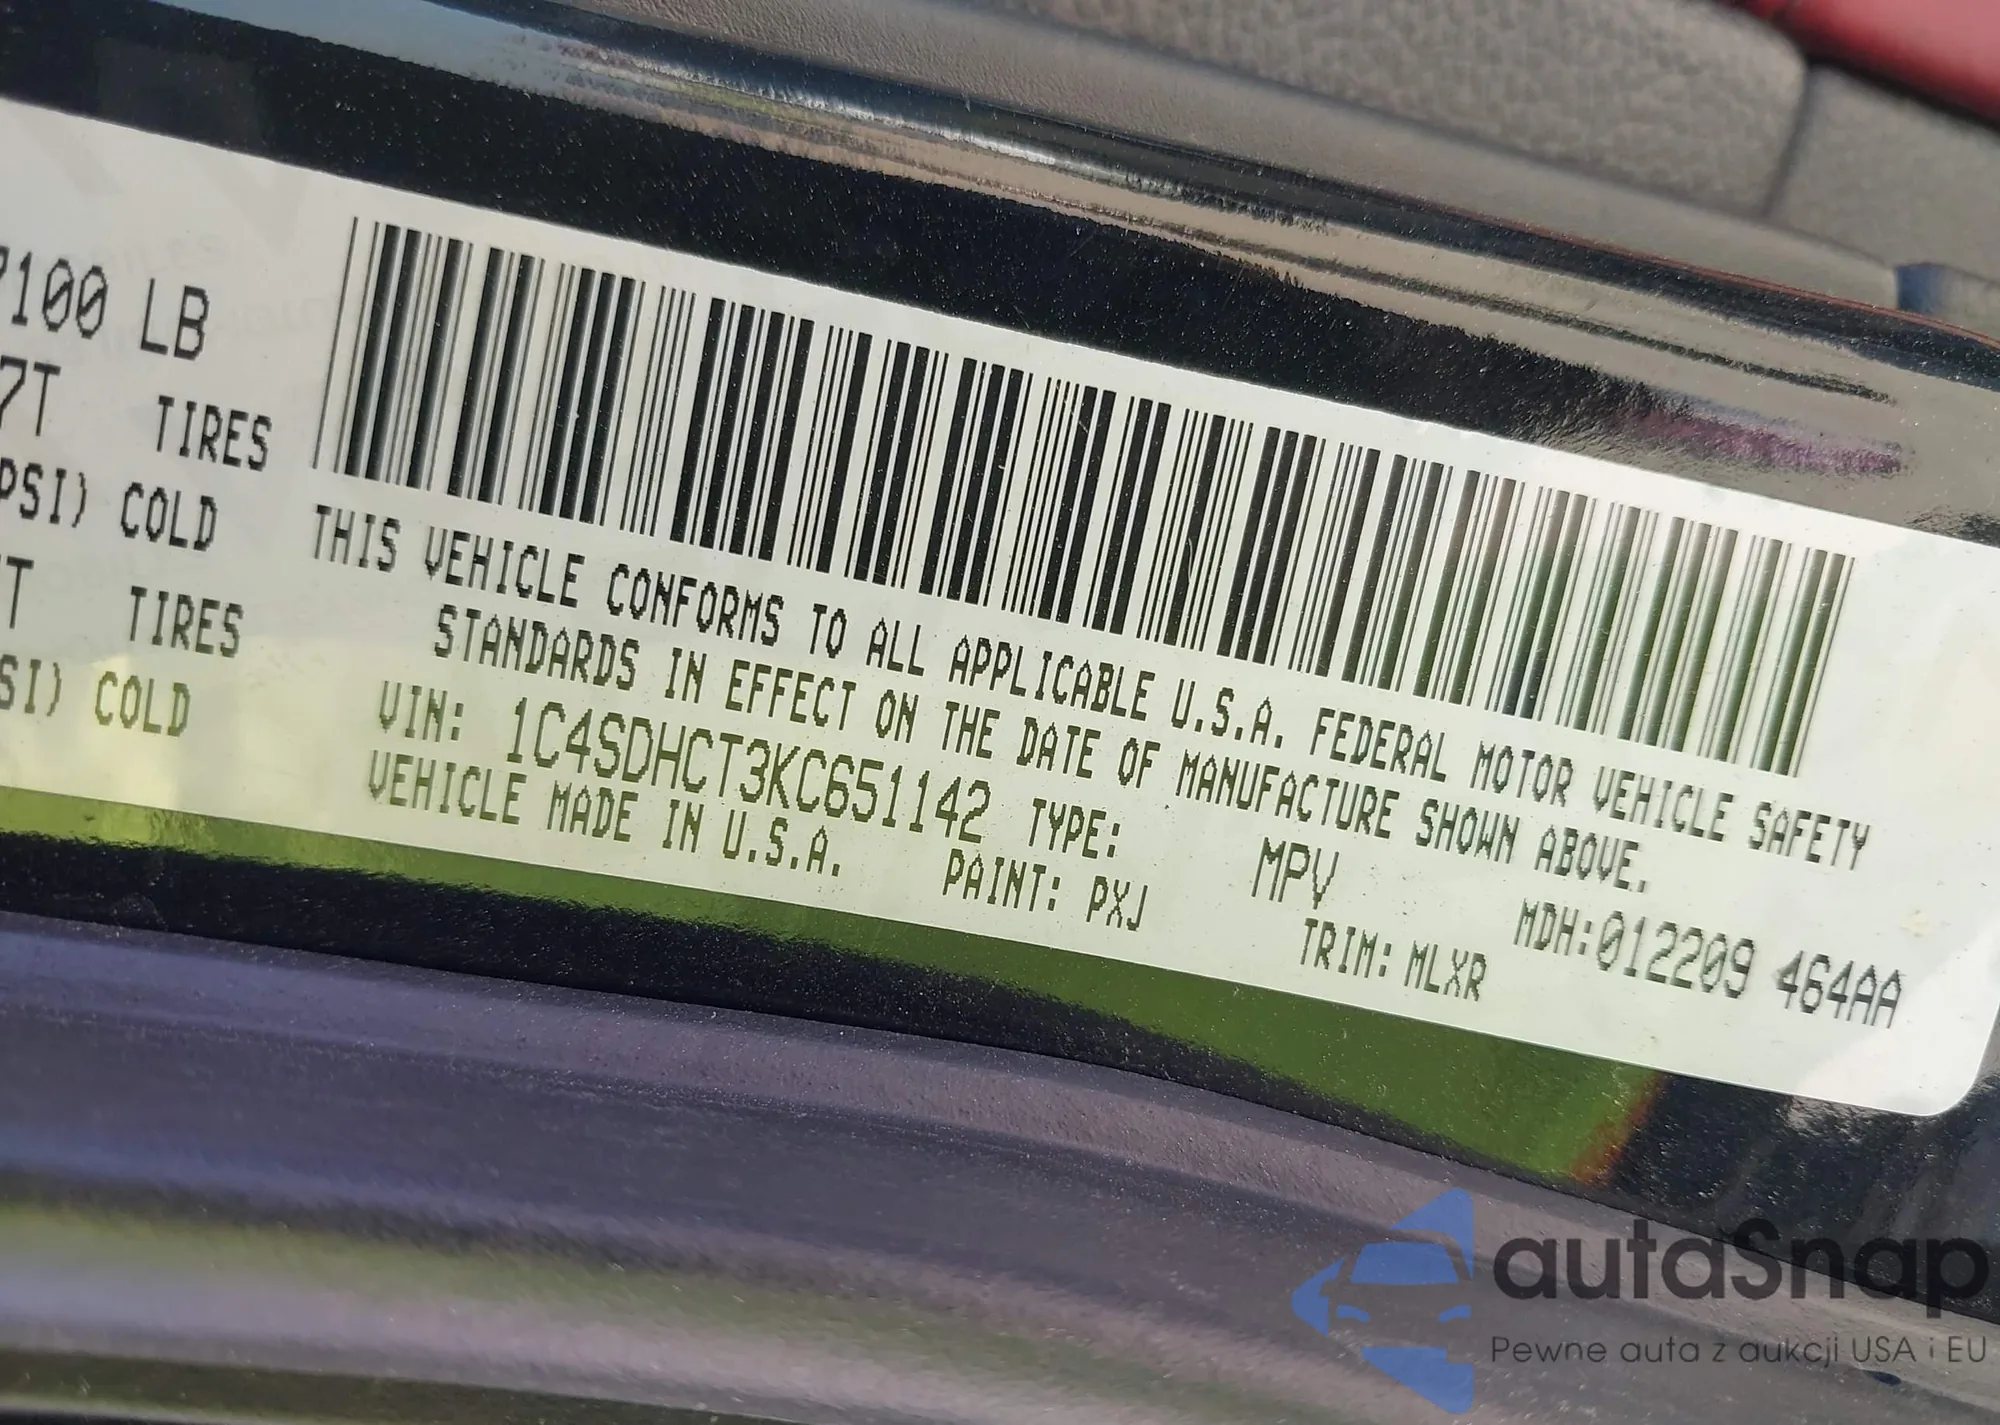 7100 LB
7T TIRES
PSI) COLD
T TIRES
SI) COLD
THIS VEHICLE CONFORMS TO ALL APPLICABLE U.S.A. FEDERAL MOTOR VEHICLE SAFETY
STANDARDS IN EFFECT ON THE DATE OF MANUFACTURE SHOWN ABOVE.
VIN: 1C4SDHCT3KC651142 TYPE: MPV MDH:012209 464AA
VEHICLE MADE IN U.S.A. PAINT: PXJ TRIM: MLXR
autaSnap
Pewne auta z aukcji USA i EU